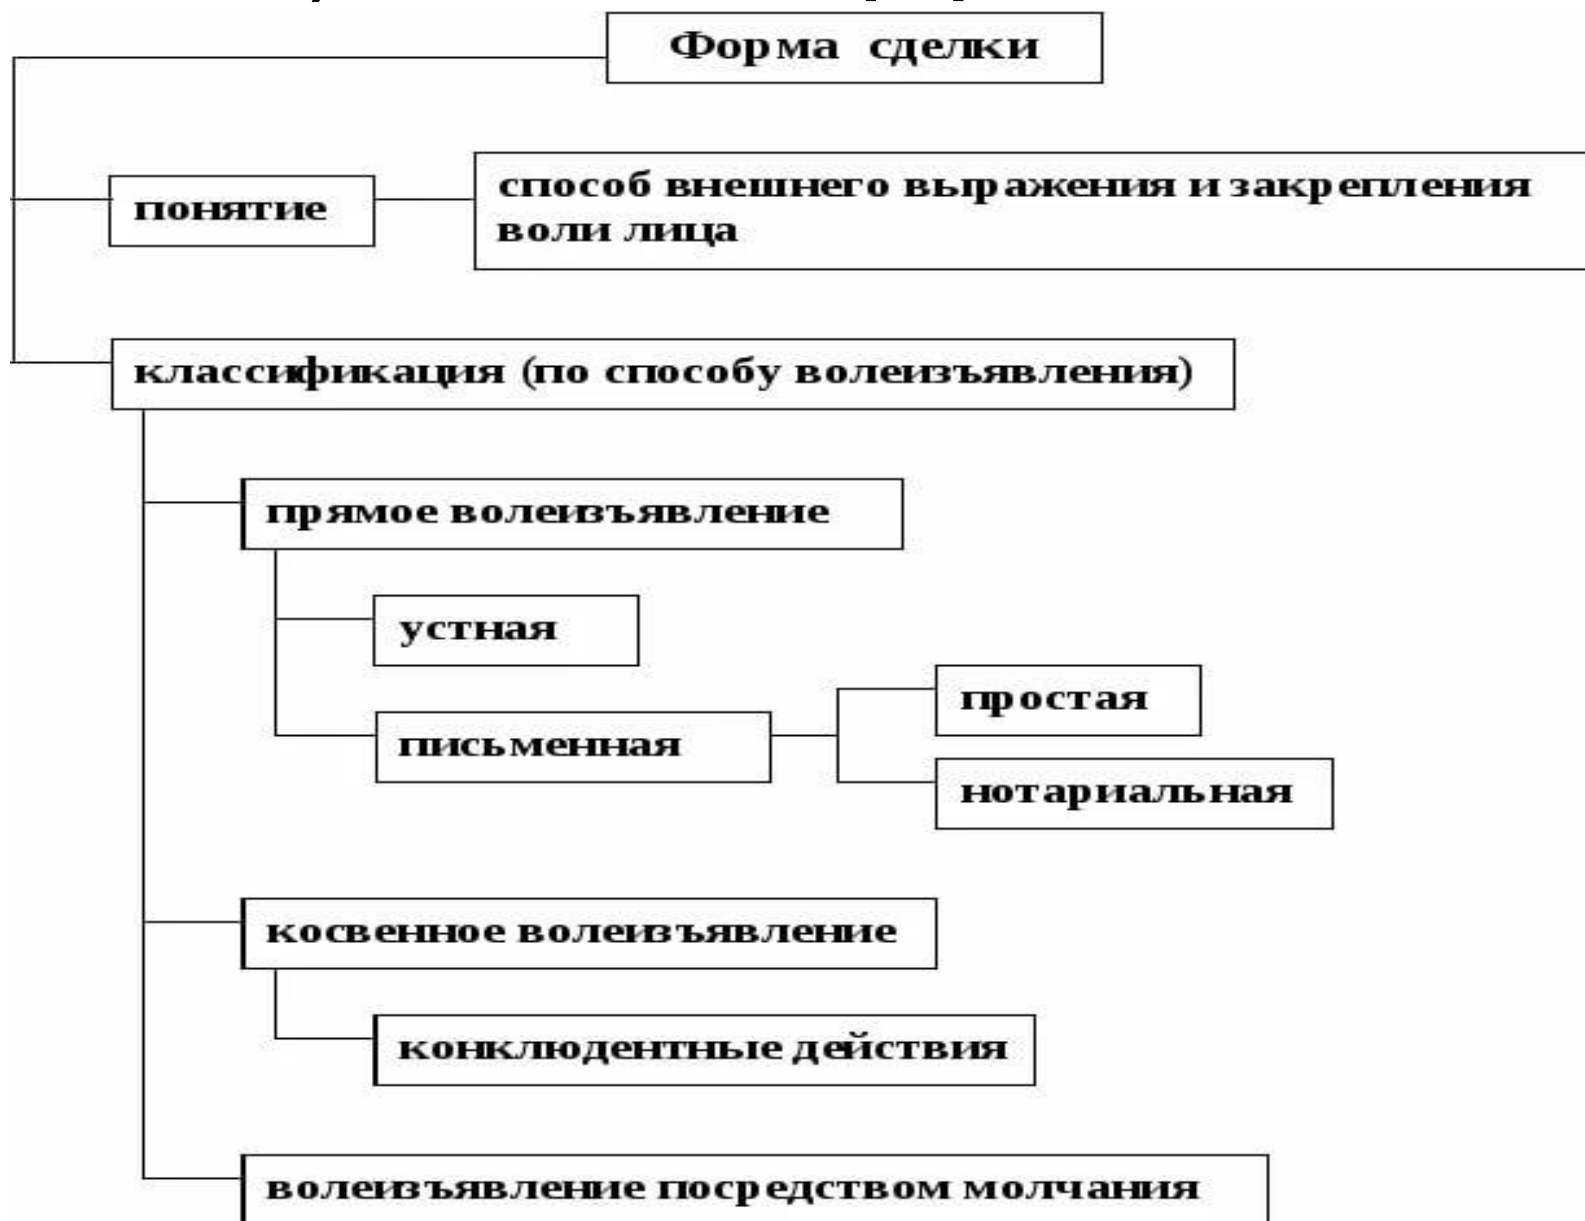 Форма сделки
понятие
способ внешнего выражения и закрепления
воли лица
классификация (по способу волеизъявления)
прямое волеизъявление
устная
письменная
простая
нотариальная
косвенное волеизъявление
конклюдентные действия
волеизъявление посредством молчания